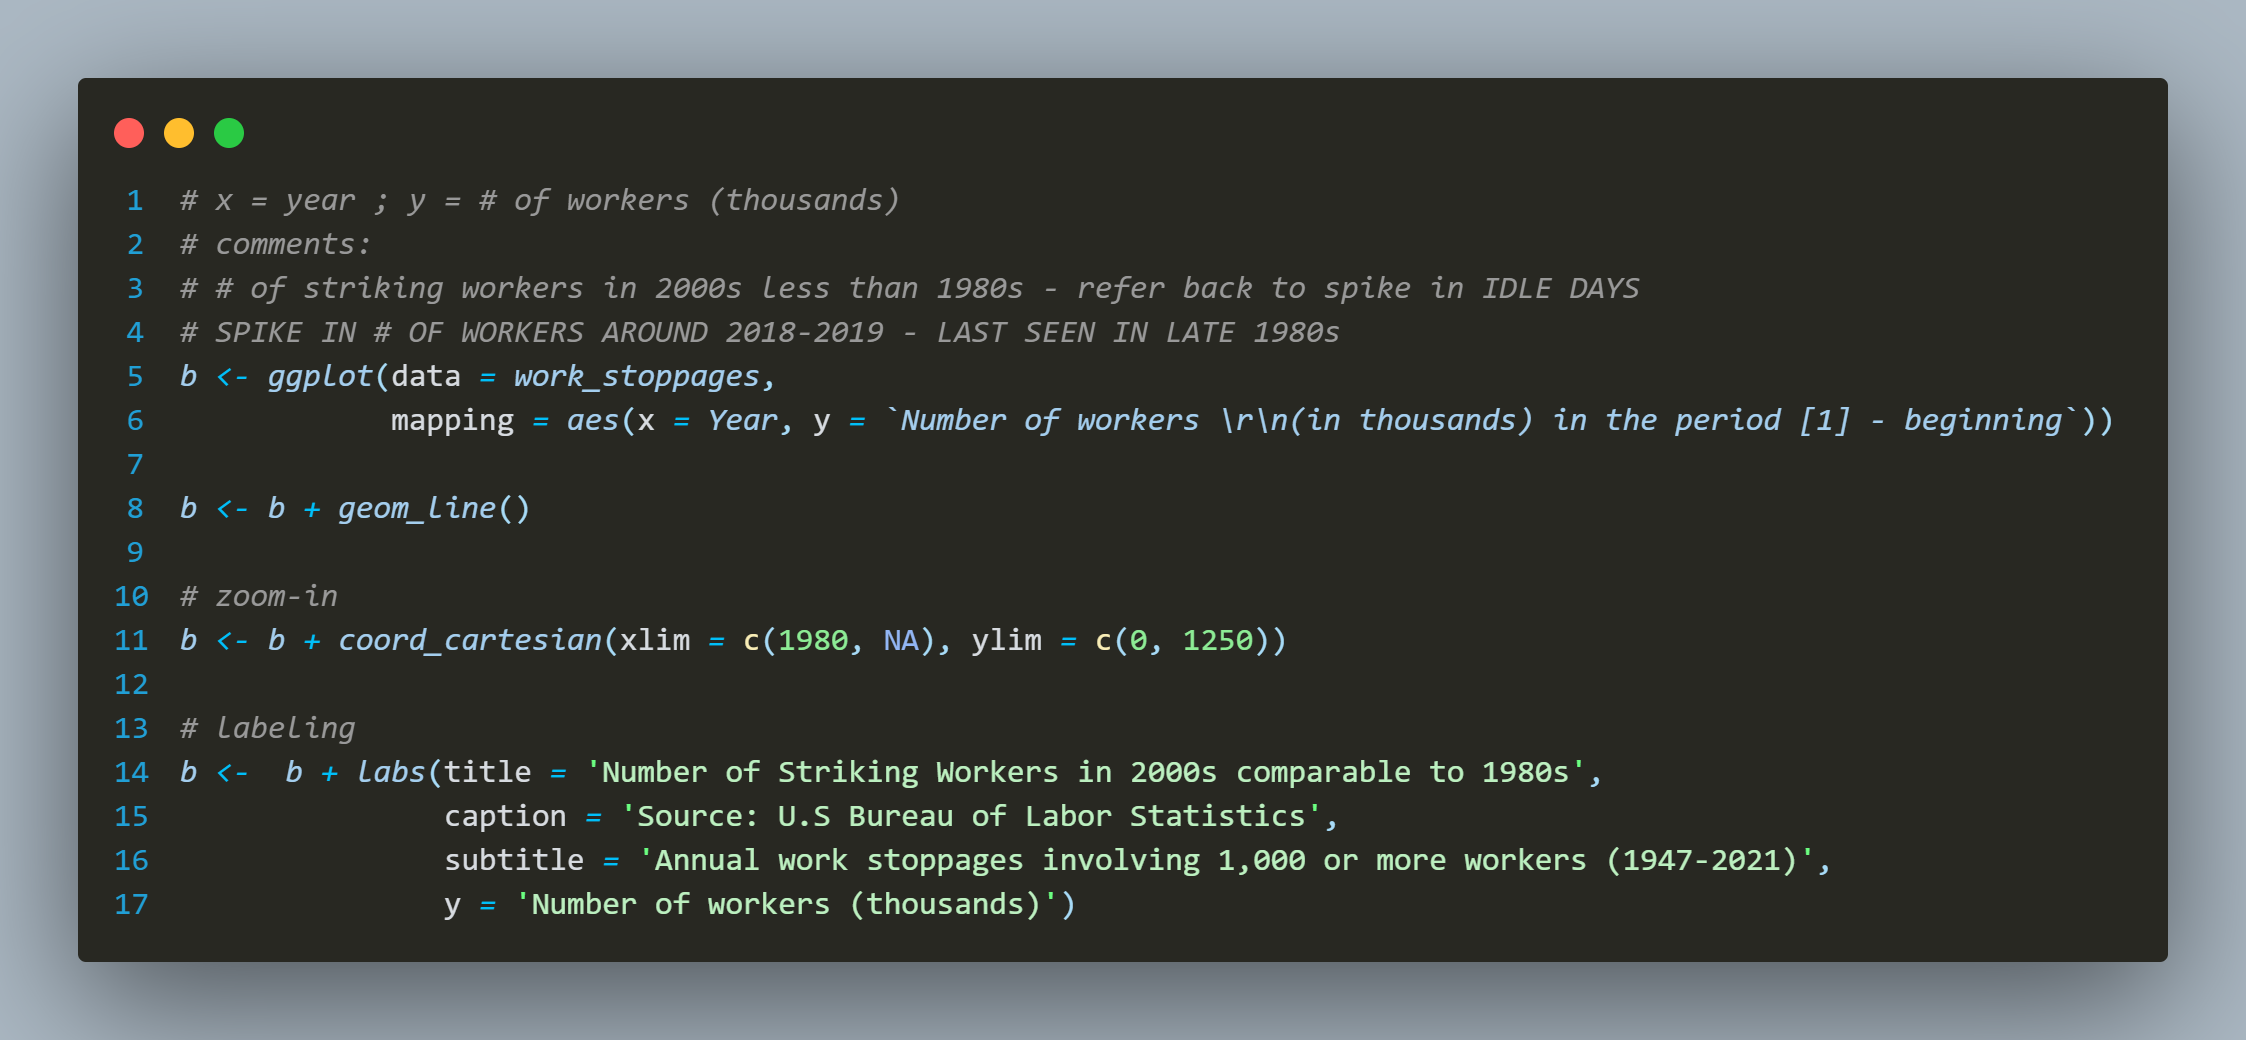 1 # x = year ; y = # of workers (thousands)
2 # comments:
3 # # of striking workers in 2000s less than 1980s - refer back to spike in IDLE DAYS
4 # SPIKE IN # OF WORKERS AROUND 2018-2019 - LAST SEEN IN LATE 1980s
5 b <- ggplot(data = work_stoppages,
6             mapping = aes(x = Year, y = `Number of workers \r\n(in thousands) in the period [1] - beginning`))
7
8 b <- b + geom_line()
9
10 # zoom-in
11 b <- b + coord_cartesian(xlim = c(1980, NA), ylim = c(0, 1250))
12
13 # labeling
14 b <-  b + labs(title = 'Number of Striking Workers in 2000s comparable to 1980s',
15                caption = 'Source: U.S Bureau of Labor Statistics',
16                subtitle = 'Annual work stoppages involving 1,000 or more workers (1947-2021)',
17                y = 'Number of workers (thousands)')